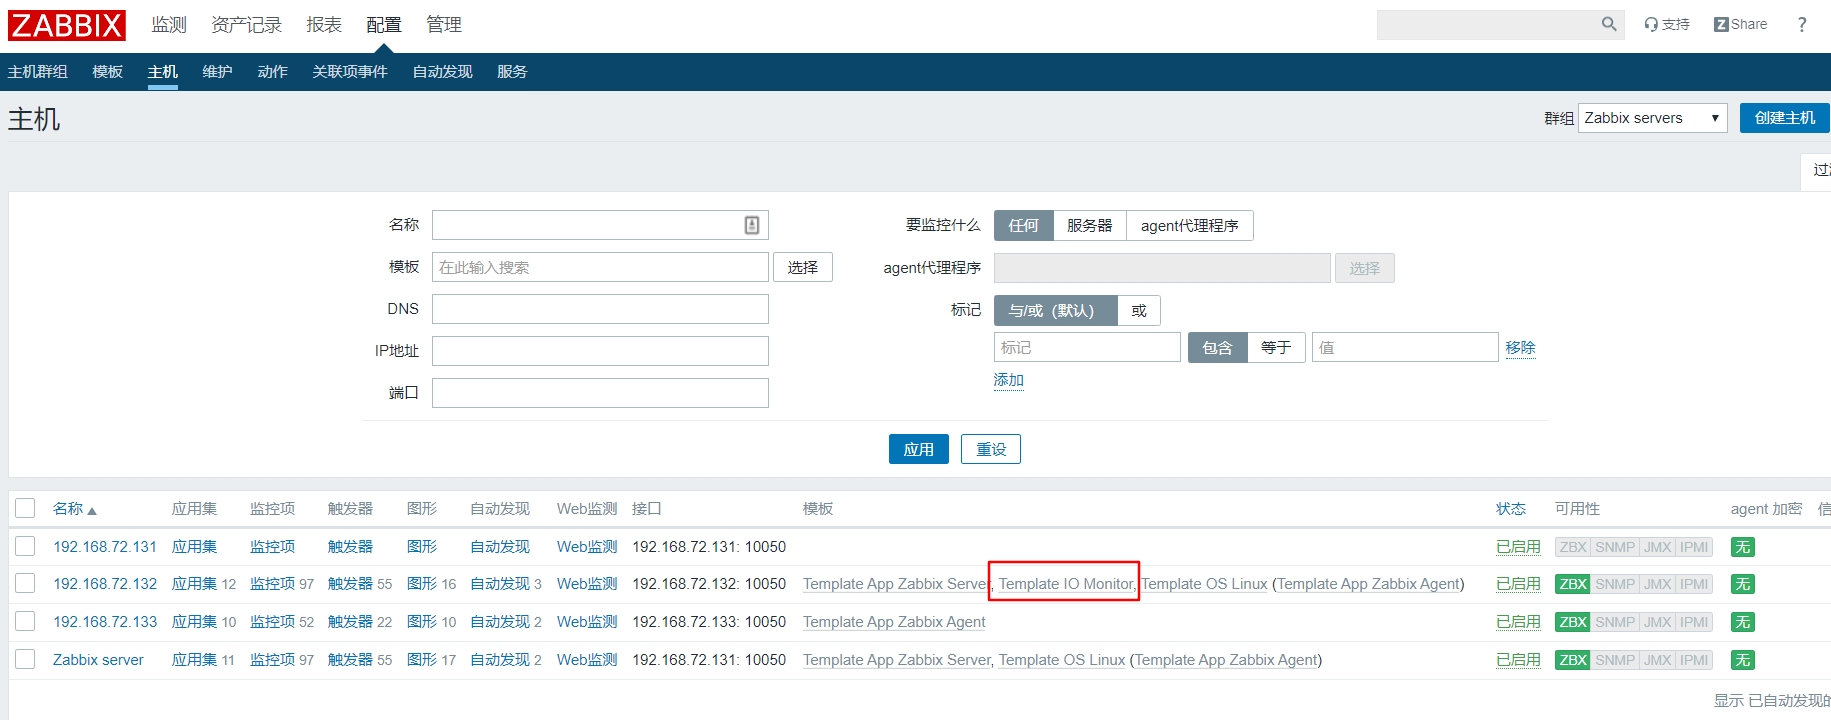 ZABBIX 监测 资产记录 报表 配置 管理 支持 Z Share ?
主机群组 模板 主机 维护 动作 关联项事件 自动发现 服务
主机 群组 Zabbix servers 创建主机
名称 要监控什么 任何 服务器 agent代理程序
模板 在此输入搜索 选择 agent代理程序 选择
DNS 标记 与/或（默认） 或
标记 包含 等于 值 移除
IP地址
添加
端口
应用 重设
名称 应用集 监控项 触发器 图形 自动发现 Web监测 接口 模板 状态 可用性 agent 加密 信
192.168.72.131 应用集 监控项 触发器 图形 自动发现 Web监测 192.168.72.131: 10050 已启用 ZBX SNMP JMX IPMI 无
192.168.72.132 应用集 12 监控项 97 触发器 55 图形 16 自动发现 3 Web监测 192.168.72.132: 10050 Template App Zabbix Server, Template IO Monitor, Template OS Linux (Template App Zabbix Agent) 已启用 ZBX SNMP JMX IPMI 无
192.168.72.133 应用集 10 监控项 52 触发器 22 图形 10 自动发现 2 Web监测 192.168.72.133: 10050 Template App Zabbix Agent 已启用 ZBX SNMP JMX IPMI 无
Zabbix server 应用集 11 监控项 97 触发器 55 图形 17 自动发现 2 Web监测 192.168.72.131: 10050 Template App Zabbix Server, Template OS Linux (Template App Zabbix Agent) 已启用 ZBX SNMP JMX IPMI 无
显示 已自动发现的